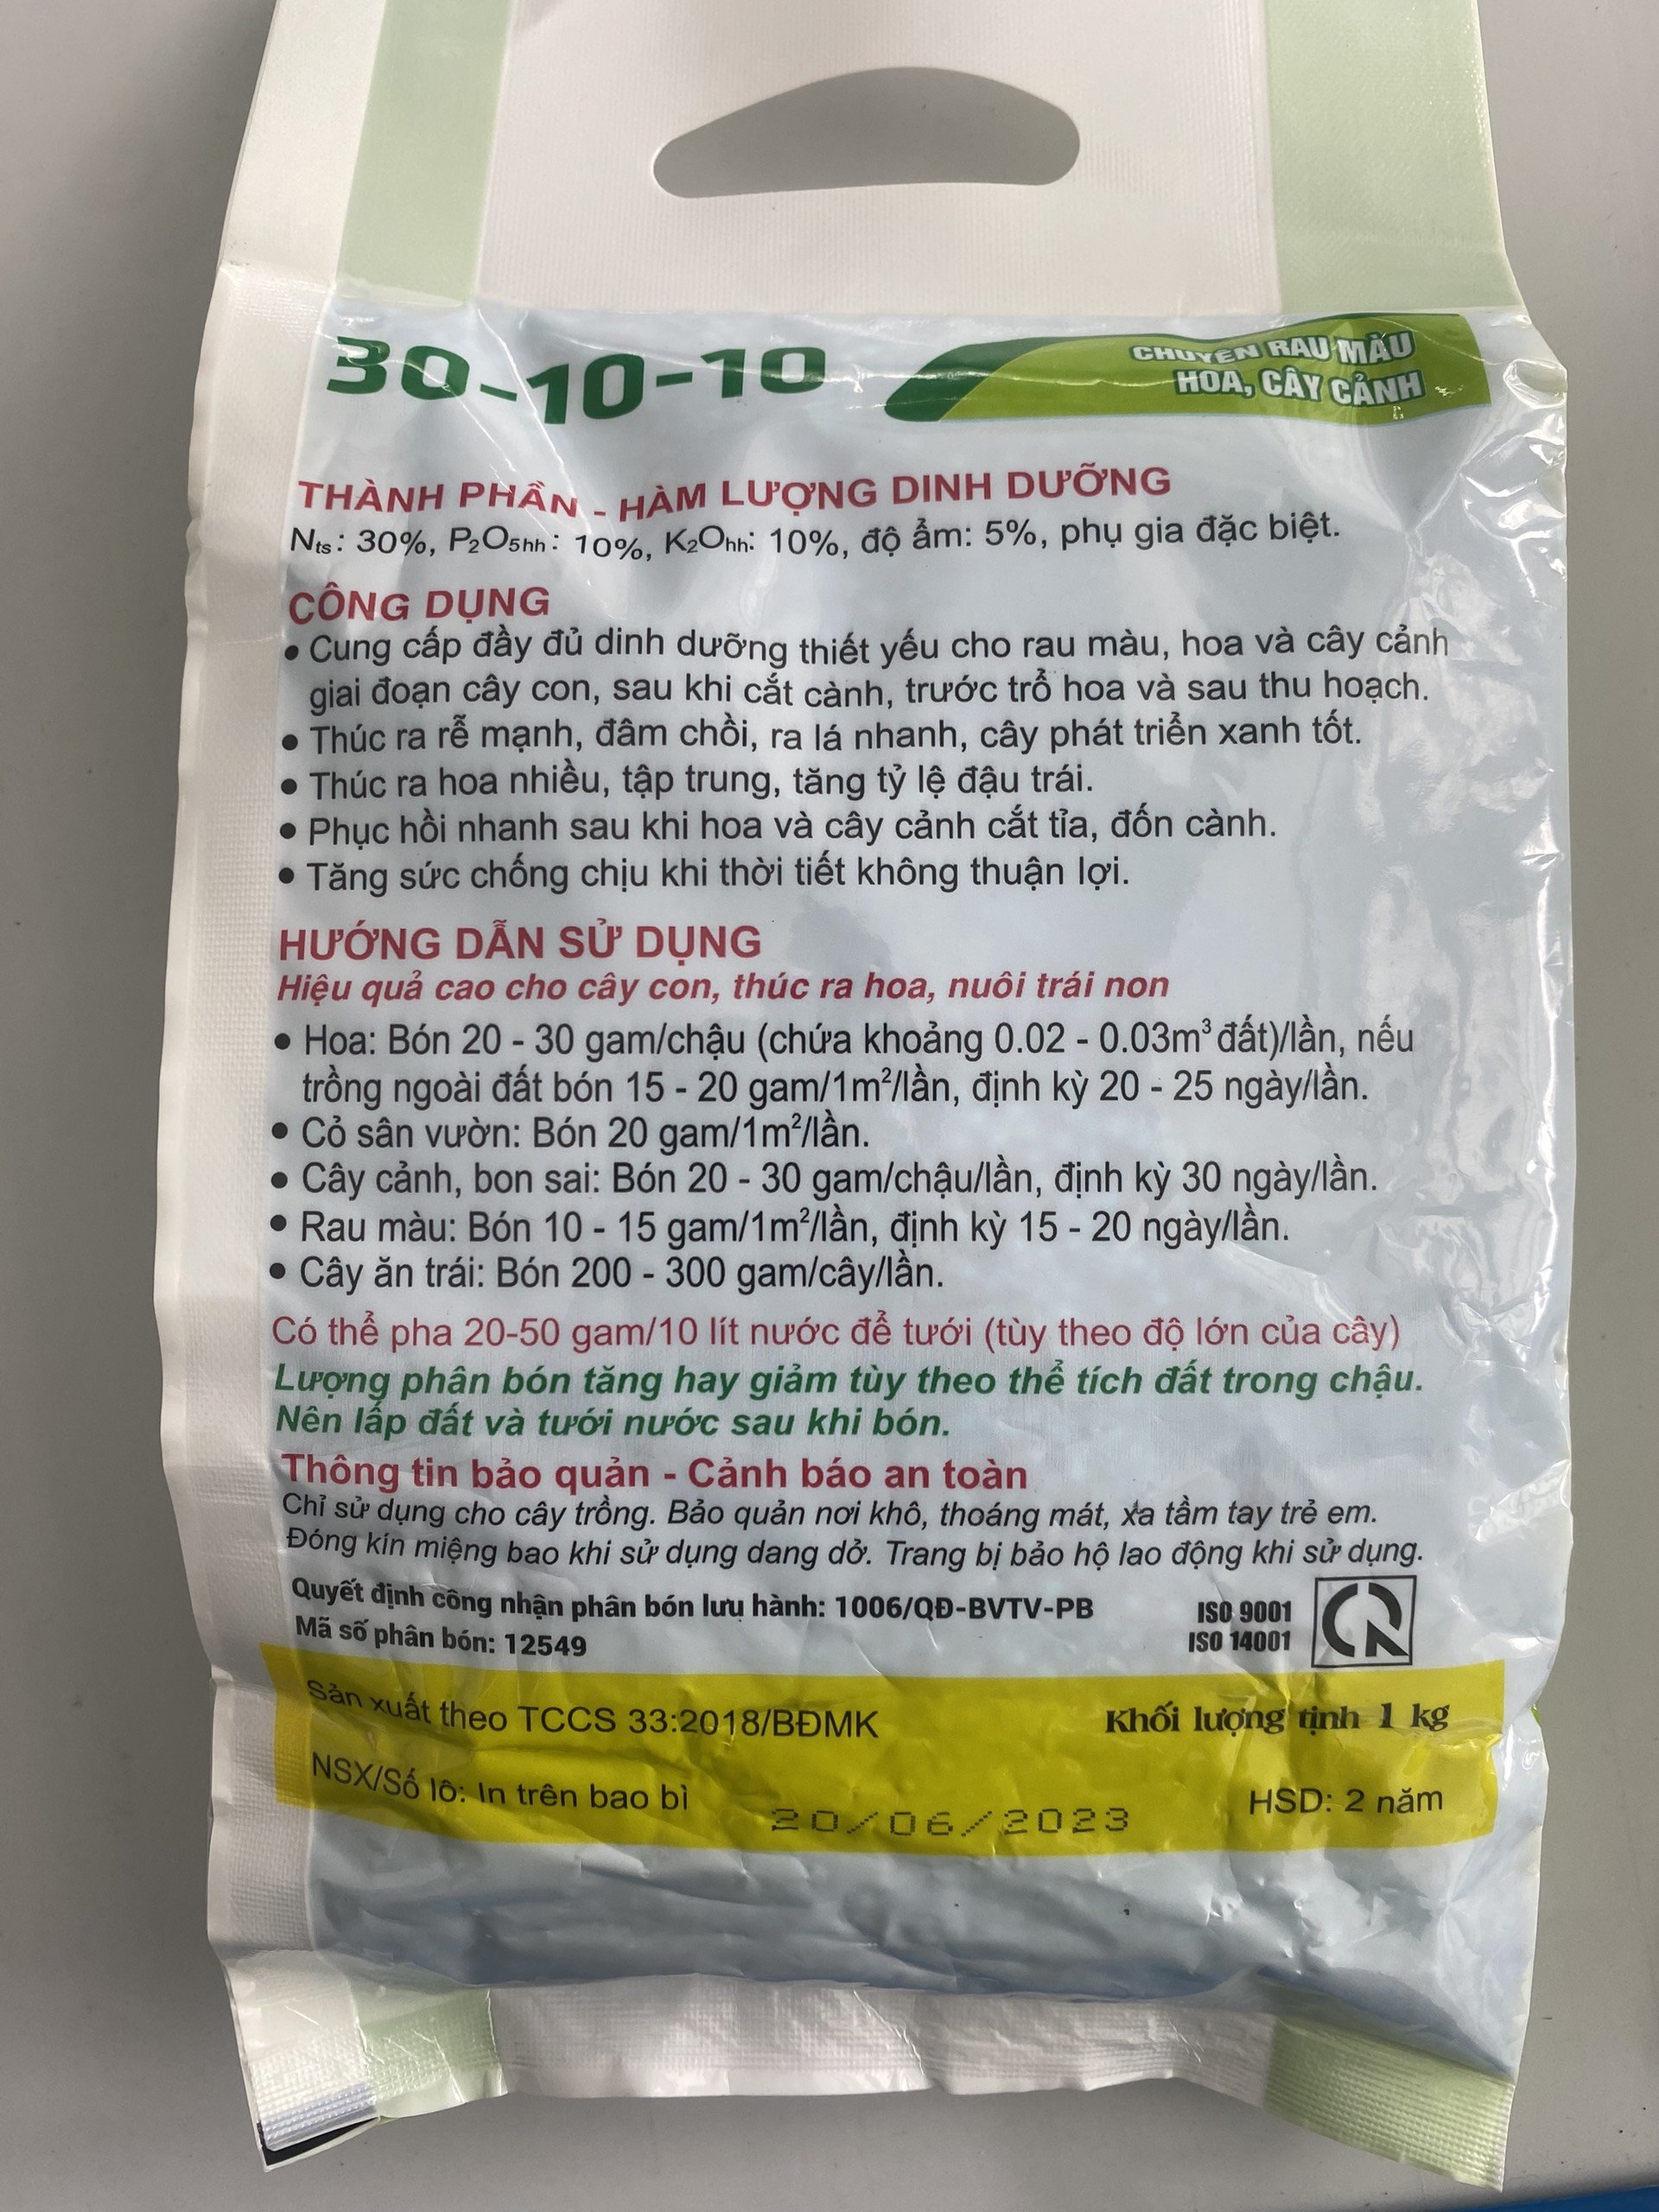 30-10-10
CHUYÊN RAU MÀU
HOA, CÂY CẢNH
THÀNH PHẦN - HÀM LƯỢNG DINH DƯỠNG
Nts: 30%, P₂O₅hh: 10%, K₂Ohh: 10%, độ ẩm: 5%, phụ gia đặc biệt.
CÔNG DỤNG
• Cung cấp đầy đủ dinh dưỡng thiết yếu cho rau màu, hoa và cây cảnh
giai đoạn cây con, sau khi cắt cành, trước trổ hoa và sau thu hoạch.
• Thúc ra rễ mạnh, đâm chồi, ra lá nhanh, cây phát triển xanh tốt.
• Thúc ra hoa nhiều, tập trung, tăng tỷ lệ đậu trái.
• Phục hồi nhanh sau khi hoa và cây cảnh cắt tỉa, đốn cành.
• Tăng sức chống chịu khi thời tiết không thuận lợi.
HƯỚNG DẪN SỬ DỤNG
Hiệu quả cao cho cây con, thúc ra hoa, nuôi trái non
• Hoa: Bón 20 - 30 gam/chậu (chứa khoảng 0.02 - 0.03m³ đất)/lần, nếu
trồng ngoài đất bón 15 - 20 gam/1m²/lần, định kỳ 20 - 25 ngày/lần.
• Cỏ sân vườn: Bón 20 gam/1m²/lần.
• Cây cảnh, bon sai: Bón 20 - 30 gam/chậu/lần, định kỳ 30 ngày/lần.
• Rau màu: Bón 10 - 15 gam/1m²/lần, định kỳ 15 - 20 ngày/lần.
• Cây ăn trái: Bón 200 - 300 gam/cây/lần.
Có thể pha 20-50 gam/10 lít nước để tưới (tùy theo độ lớn của cây)
Lượng phân bón tăng hay giảm tùy theo thể tích đất trong chậu.
Nên lấp đất và tưới nước sau khi bón.
Thông tin bảo quản - Cảnh báo an toàn
Chỉ sử dụng cho cây trồng. Bảo quản nơi khô, thoáng mát, xa tầm tay trẻ em.
Đóng kín miệng bao khi sử dụng dang dở. Trang bị bảo hộ lao động khi sử dụng.
Quyết định công nhận phân bón lưu hành: 1006/QĐ-BVTV-PB
Mã số phân bón: 12549
ISO 9001
ISO 14001
Sản xuất theo TCCS 33:2018/BĐMK
Khối lượng tịnh 1 kg
NSX/Số lô: In trên bao bì
20/06/2023
HSD: 2 năm